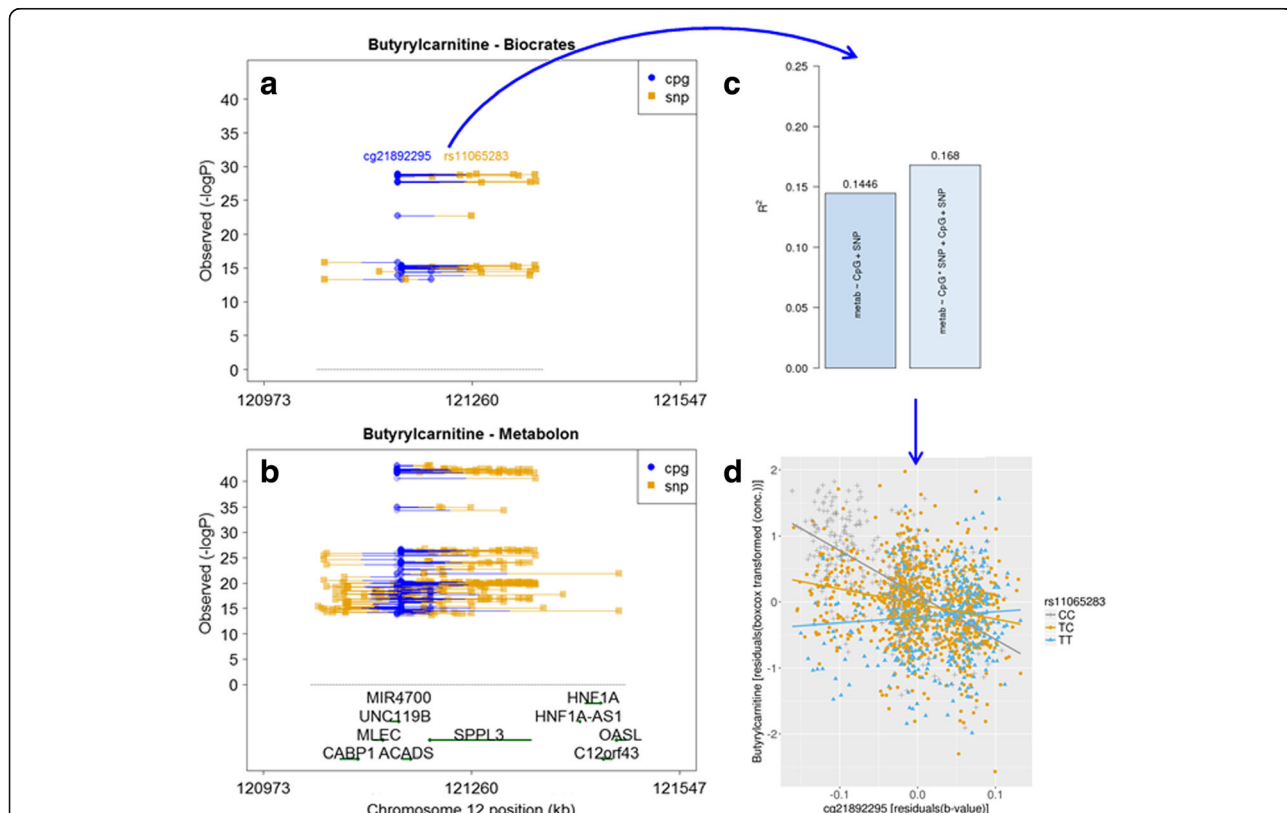 Butyrylcarnitine - Biocrates
a
cpg
snp
cg21892295 rs11065283
Observed (-logP)
40
35
30
25
20
15
10
5
0
120973 121260 121547
c
0.25
0.20
0.15
0.10
0.05
0.00
R²
0.1446
0.168
metab ~ CpG + SNP
metab ~ CpG * SNP + CpG + SNP
Butyrylcarnitine - Metabolon
b
cpg
snp
Observed (-logP)
40
35
30
25
20
15
10
5
0
MIR4700 HNF1A
UNC119B HNF1A-AS1
MLEC SPPL3 OASL
CABP1 ACADS C12orf43
120973 121260 121547
Chromosome 12 position (kb)
d
Butyrylcarnitine [residuals(boxcox transformed (conc.))]
2
1
0
-1
-2
-0.1 0.0 0.1
cg21892295 [residuals(b-value)]
rs11065283
CC
TC
TT